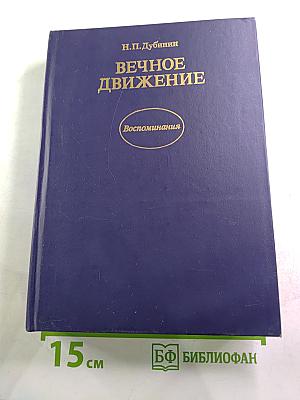 Н.П.Дубинин
ВЕЧНОЕ
ДВИЖЕНИЕ
Воспоминания
15 см
БФ БИБЛИОФАН